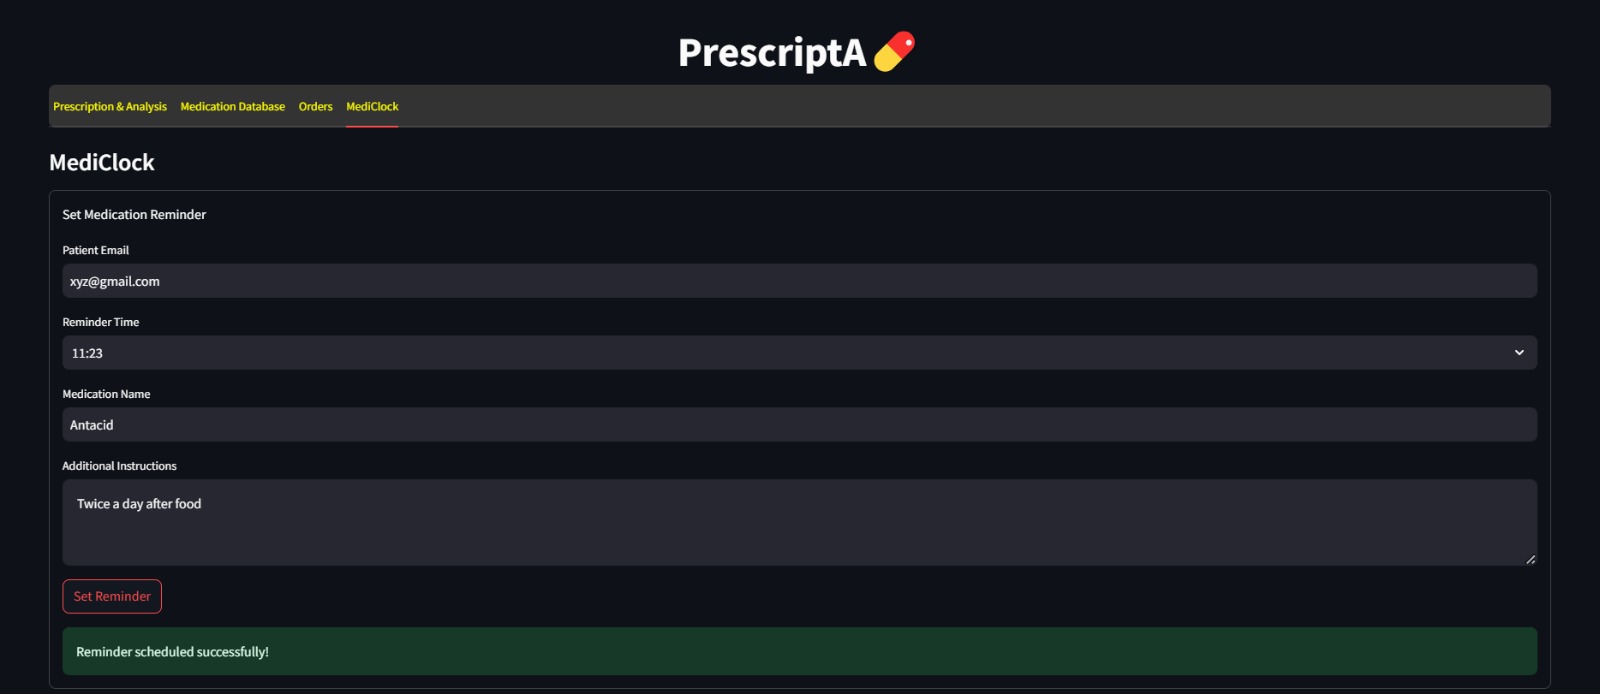 PrescriptA
Prescription & Analysis Medication Database Orders MediClock
MediClock
Set Medication Reminder
Patient Email
xyz@gmail.com
Reminder Time
11:23
Medication Name
Antacid
Additional Instructions
Twice a day after food
Set Reminder
Reminder scheduled successfully!